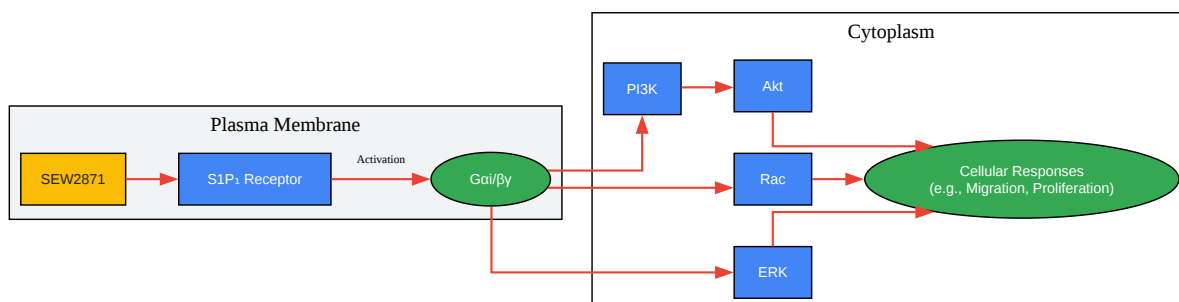 Cytoplasm
PI3K
Akt
Plasma Membrane
SEW2871
S1P₁ Receptor
Activation
Gαi/βγ
Rac
Cellular Responses
(e.g., Migration, Proliferation)
ERK